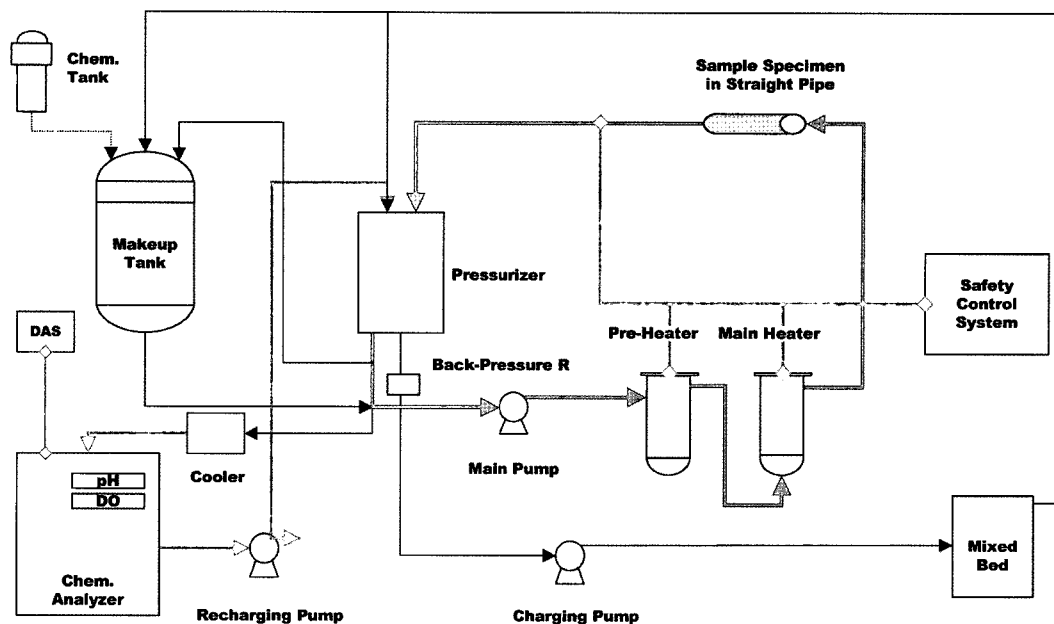 Chem.
Tank
Sample Specimen
in Straight Pipe
Makeup
Tank
Pressurizer
Safety
Control
System
DAS
Pre-Heater
Main Heater
Back-Pressure R
Cooler
Main Pump
pH
DO
Chem.
Analyzer
Mixed
Bed
Recharging Pump
Charging Pump